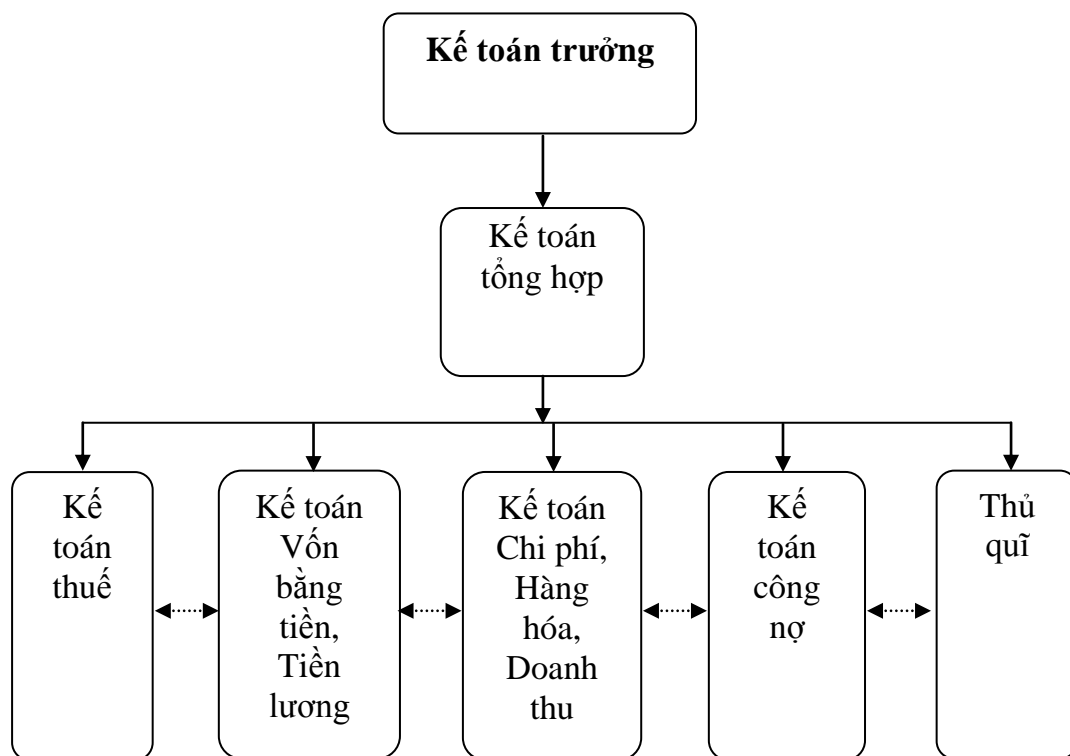 Kế toán trưởng
Kế toán
tổng hợp
Kế
toán
thuế
Kế toán
Vốn
bằng
tiền,
Tiền
lương
Kế toán
Chi phí,
Hàng
hóa,
Doanh
thu
Kế
toán
công
nợ
Thủ
quĩ